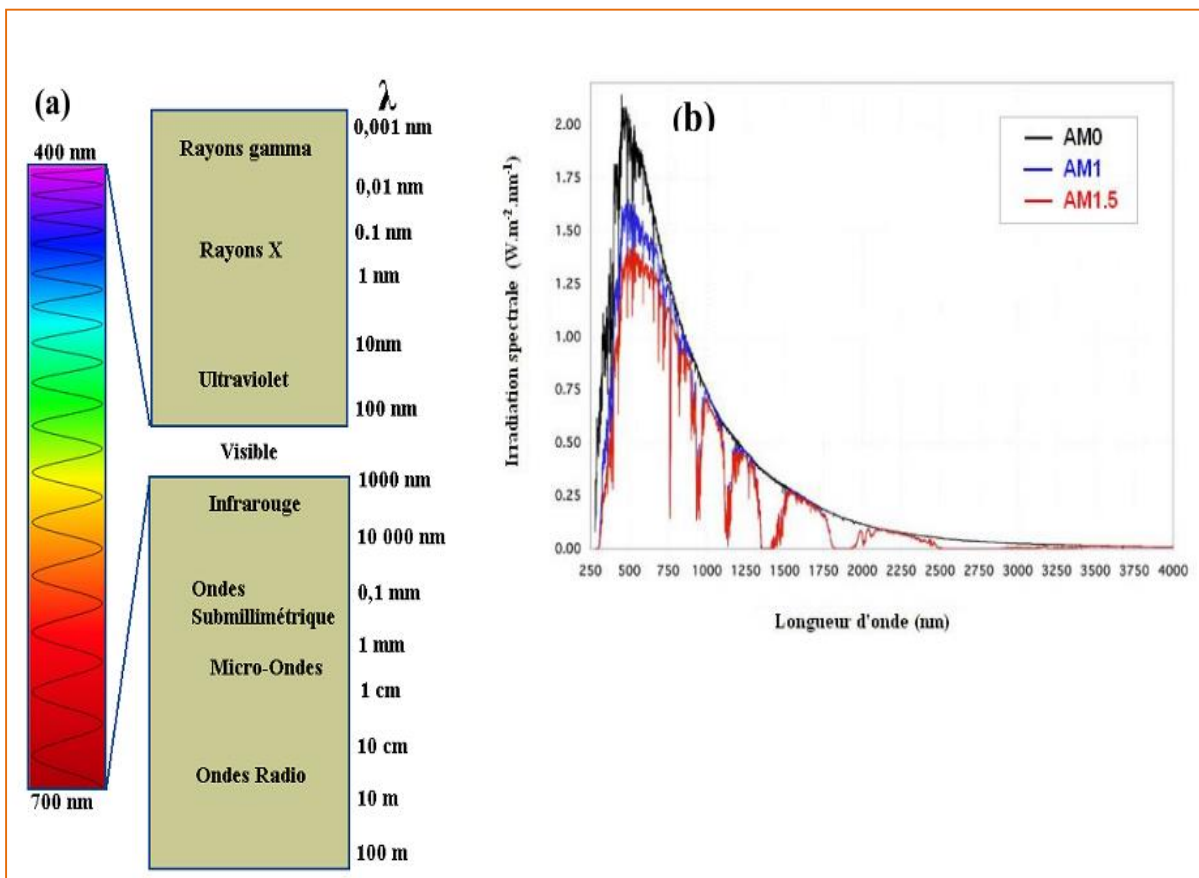 (a)
400 nm
700 nm
λ
0,001 nm
Rayons gamma
0,01 nm
0.1 nm
Rayons X
1 nm
10nm
Ultraviolet
100 nm
Visible
1000 nm
Infrarouge
10 000 nm
Ondes
0,1 mm
Submillimétrique
1 mm
Micro-Ondes
1 cm
10 cm
Ondes Radio
10 m
100 m
(b)
AM0
AM1
AM1.5
Irradiation spectrale (W.m-2.nm-1)
2.00
1.75
1.50
1.25
1.00
0.75
0.50
0.25
0.00
250 500 750 1000 1250 1500 1750 2000 2250 2500 2750 3000 3250 3500 3750 4000
Longueur d'onde (nm)